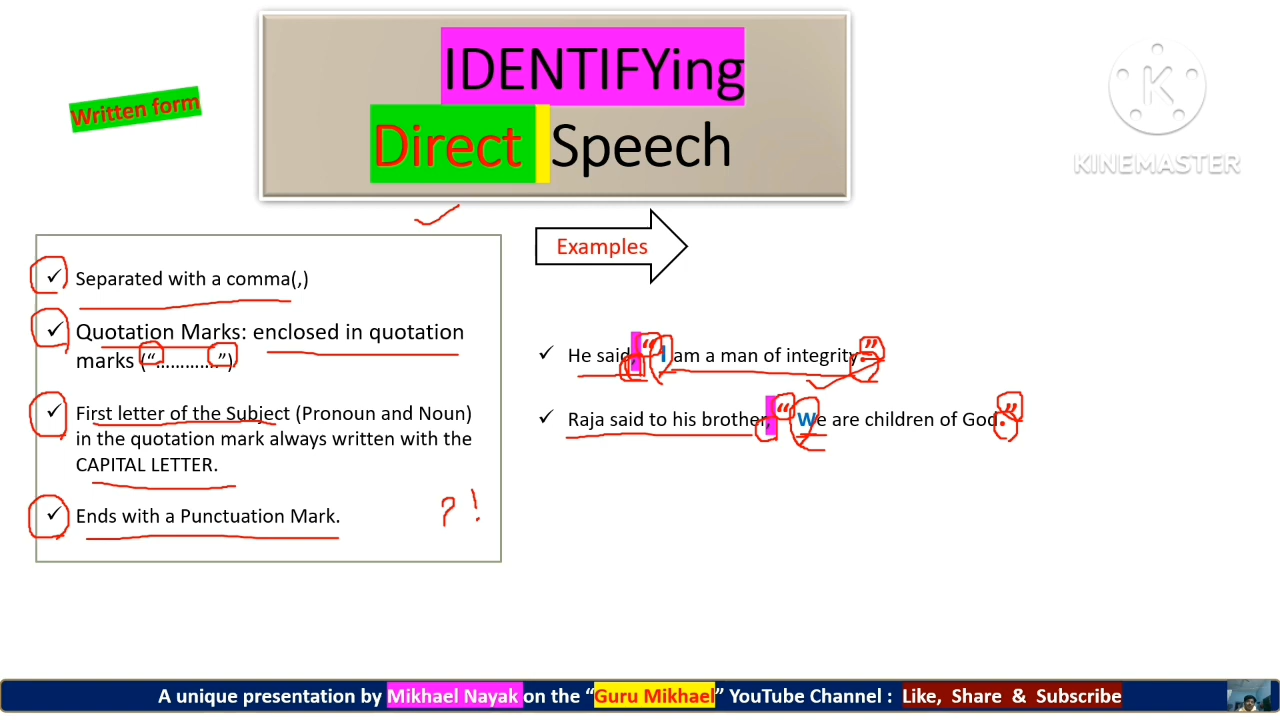 IDENTIFYing
Direct Speech
Written form
K
KINEMASTER
✓ Separated with a comma(,)
✓ Quotation Marks: enclosed in quotation
marks (“.............”).
✓ First letter of the Subject (Pronoun and Noun)
in the quotation mark always written with the
CAPITAL LETTER.
✓ Ends with a Punctuation Mark.
? !
Examples
✓ He said, “I am a man of integrity.”
✓ Raja said to his brother, “We are children of God.”
A unique presentation by Mikhael Nayak on the “Guru Mikhael” YouTube Channel : Like, Share & Subscribe